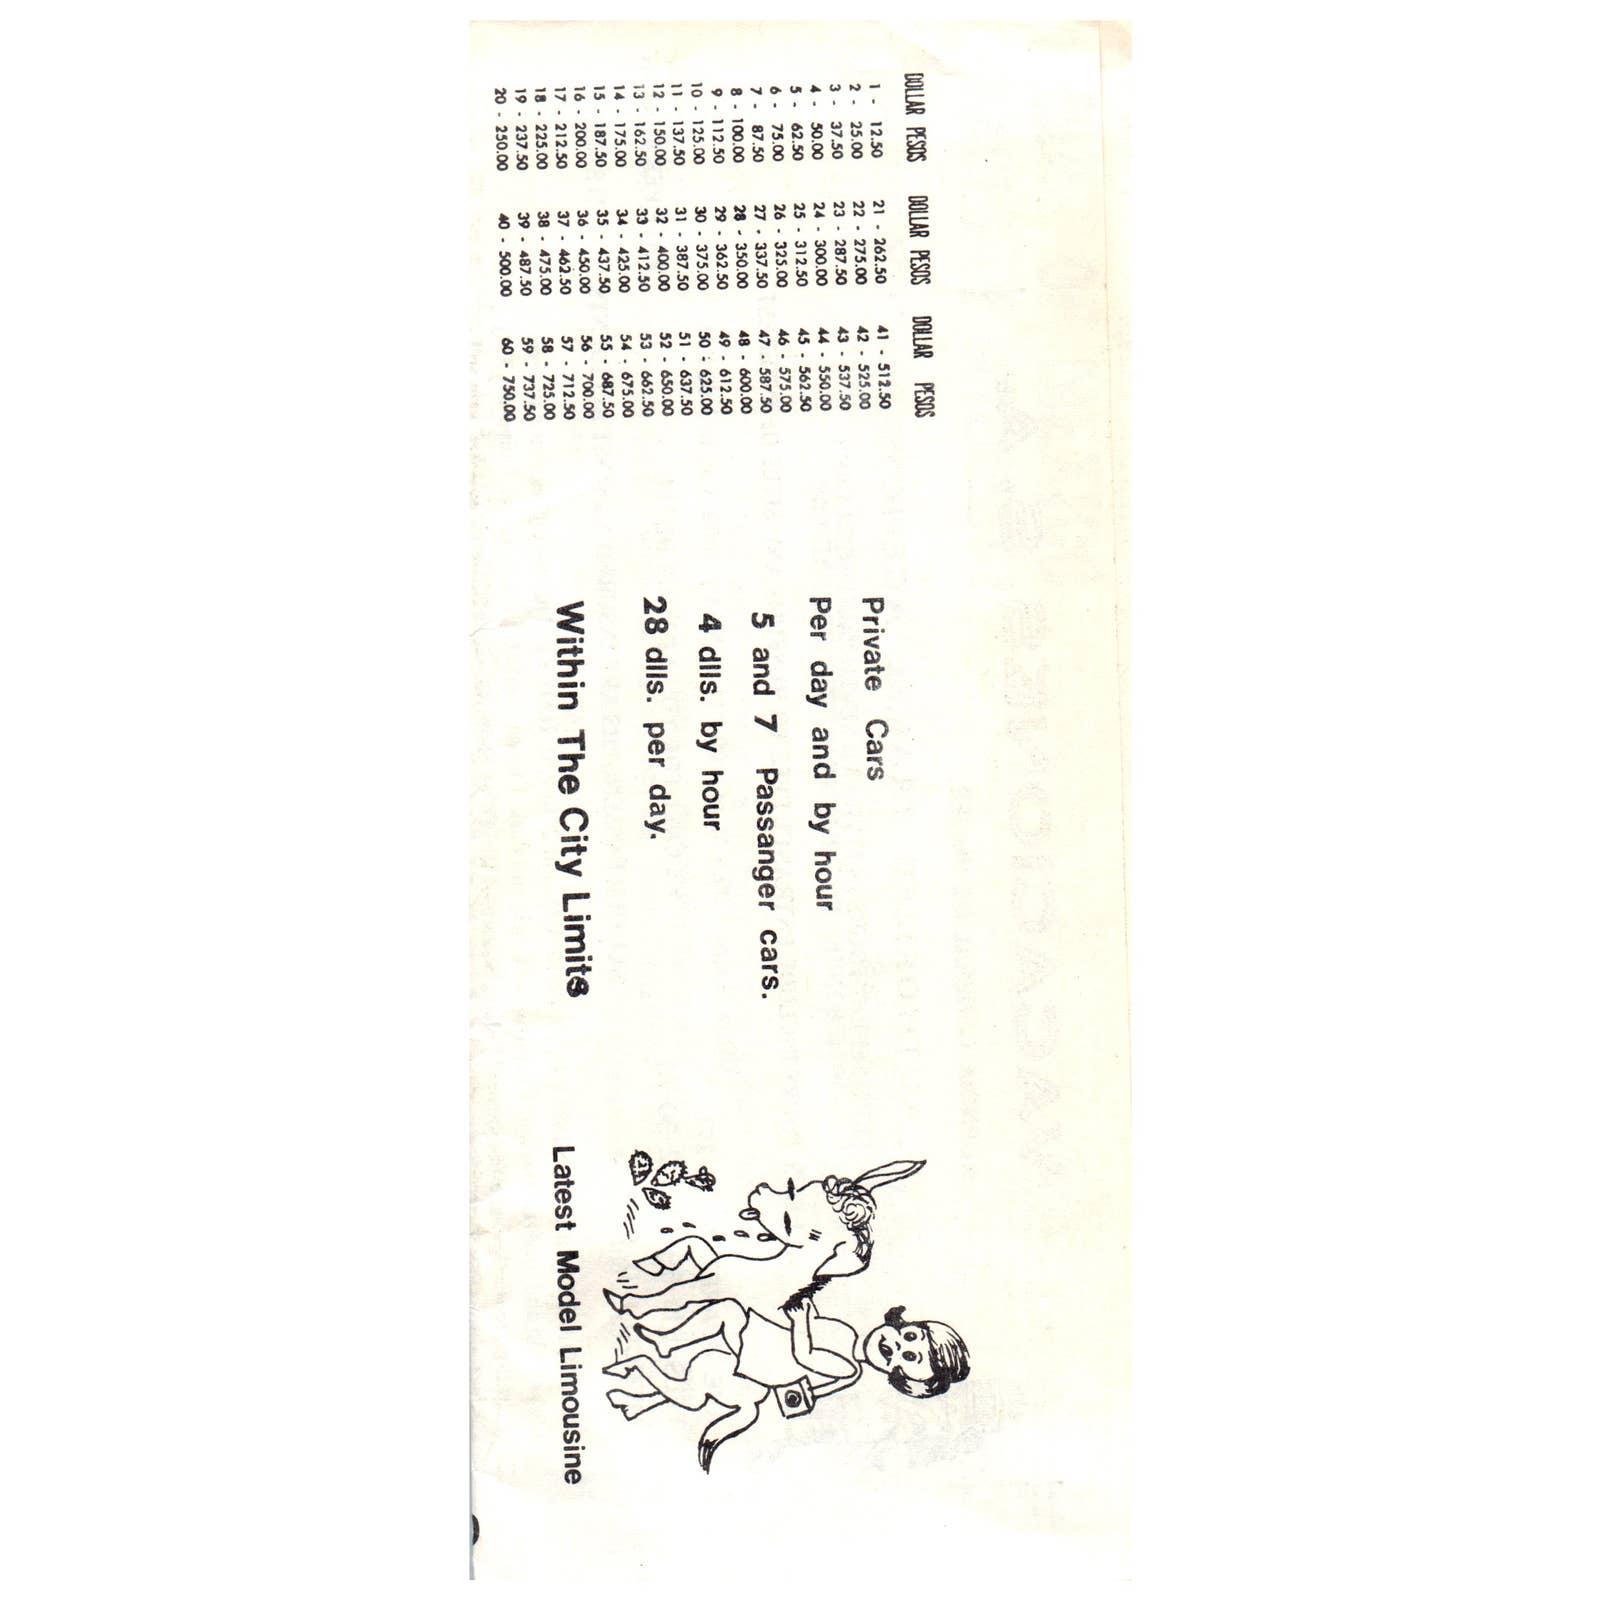 DOLLAR PESOS DOLLAR PESOS DOLLAR PESOS
1 - 12.50 21 - 262.50 41 - 512.50
2 - 25.00 22 - 275.00 42 - 525.00
3 - 37.50 23 - 287.50 43 - 537.50
4 - 50.00 24 - 300.00 44 - 550.00
5 - 62.50 25 - 312.50 45 - 562.50
6 - 75.00 26 - 325.00 46 - 575.00
7 - 87.50 27 - 337.50 47 - 587.50
8 - 100.00 28 - 350.00 48 - 600.00
9 - 112.50 29 - 362.50 49 - 612.50
10 - 125.00 30 - 375.00 50 - 625.00
11 - 137.50 31 - 387.50 51 - 637.50
12 - 150.00 32 - 400.00 52 - 650.00
13 - 162.50 33 - 412.50 53 - 662.50
14 - 175.00 34 - 425.00 54 - 675.00
15 - 187.50 35 - 437.50 55 - 687.50
16 - 200.00 36 - 450.00 56 - 700.00
17 - 212.50 37 - 462.50 57 - 712.50
18 - 225.00 38 - 475.00 58 - 725.00
19 - 237.50 39 - 487.50 59 - 737.50
20 - 250.00 40 - 500.00 60 - 750.00
Private Cars
Per day and by hour
5 and 7 Passanger cars.
4 dlls. by hour
28 dlls. per day.
Within The City Limits
Latest Model Limousine